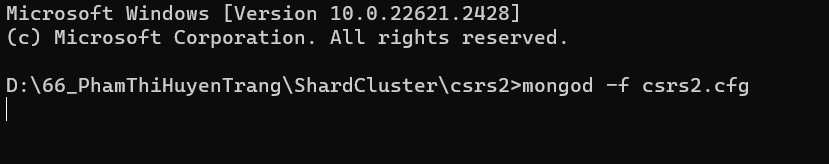 Microsoft Windows [Version 10.0.22621.2428]
(c) Microsoft Corporation. All rights reserved.
D:\66_PhamThiHuyenTrang\ShardCluster\csrs2>mongod -f csrs2.cfg